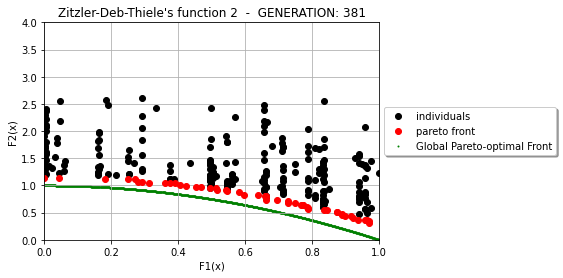 Zitzler-Deb-Thiele's function 2 - GENERATION: 381
4.0
3.5
3.0
2.5
2.0
1.5
1.0
0.5
0.0
F2(x)
0.0 0.2 0.4 0.6 0.8 1.0
F1(x)
individuals
pareto front
Global Pareto-optimal Front